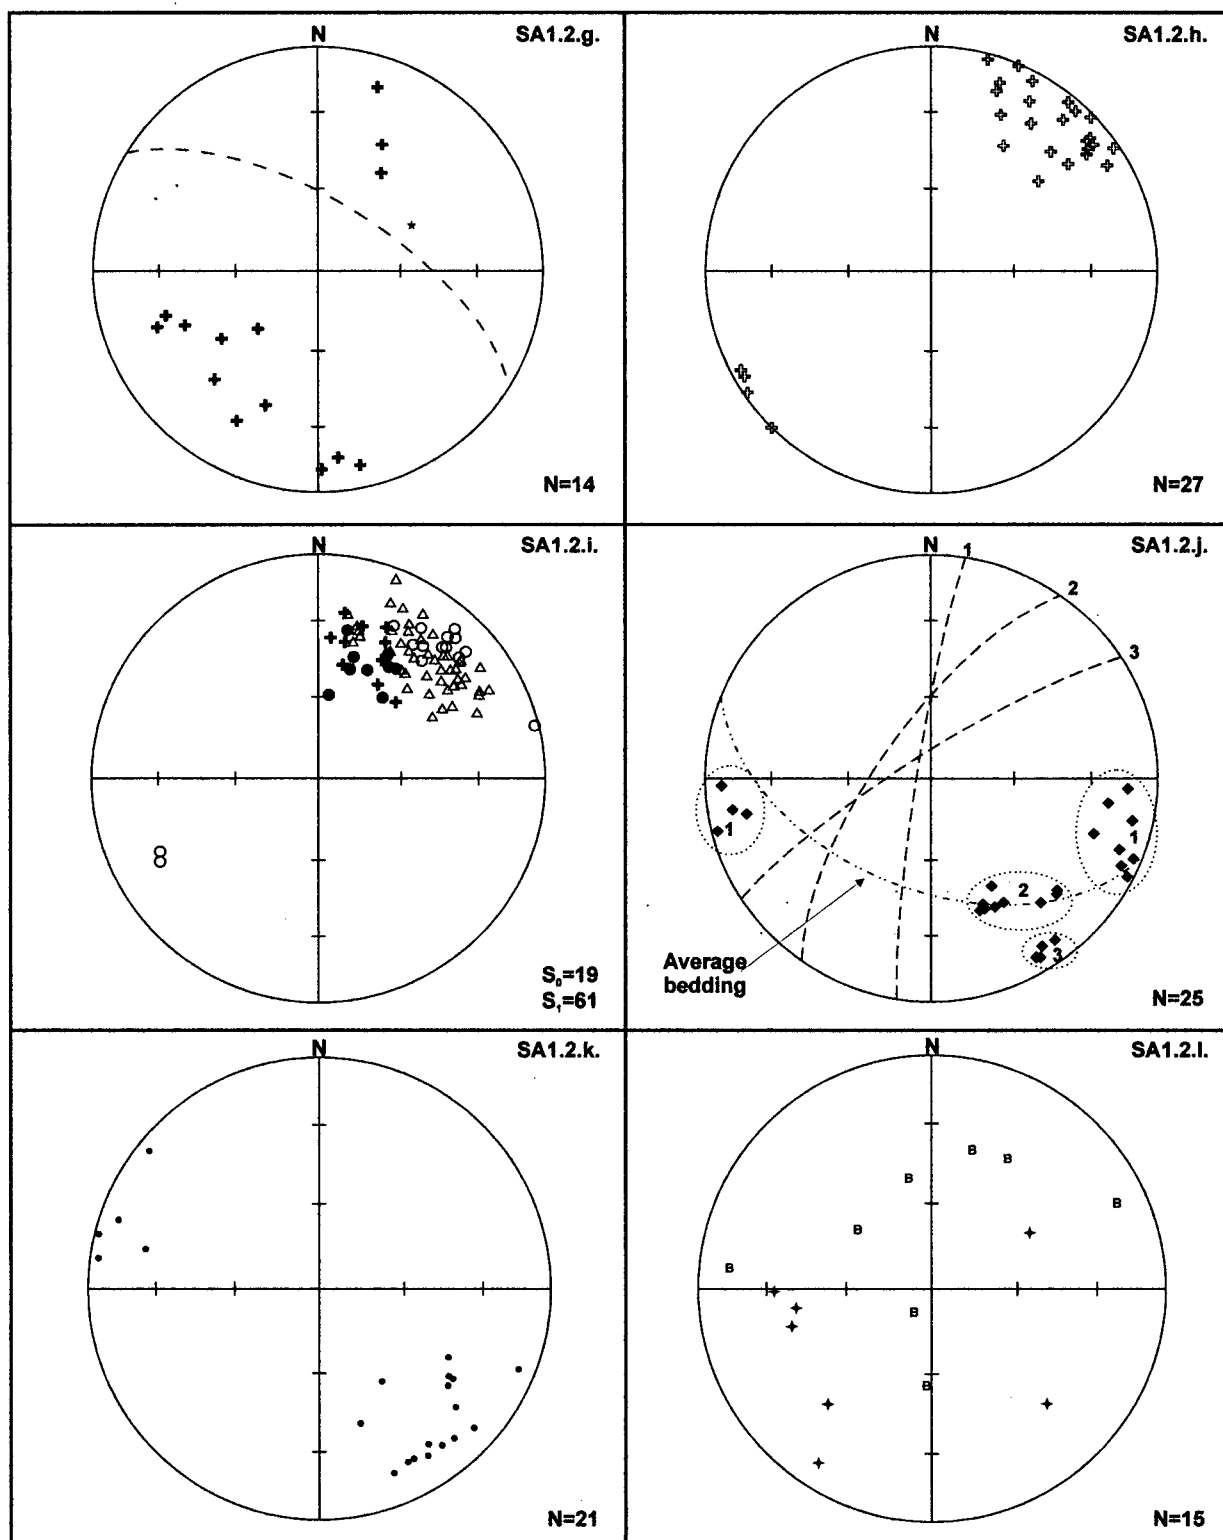 N
SA1.2.g.
N=14
N
SA1.2.h.
N=27
N
SA1.2.i.
S₀=19
S₁=61
N
SA1.2.j.
1
2
3
1
1
2
3
Average
bedding
N=25
N
SA1.2.k.
N=21
N
SA1.2.l.
B
B
B
B
B
B
B
B
N=15